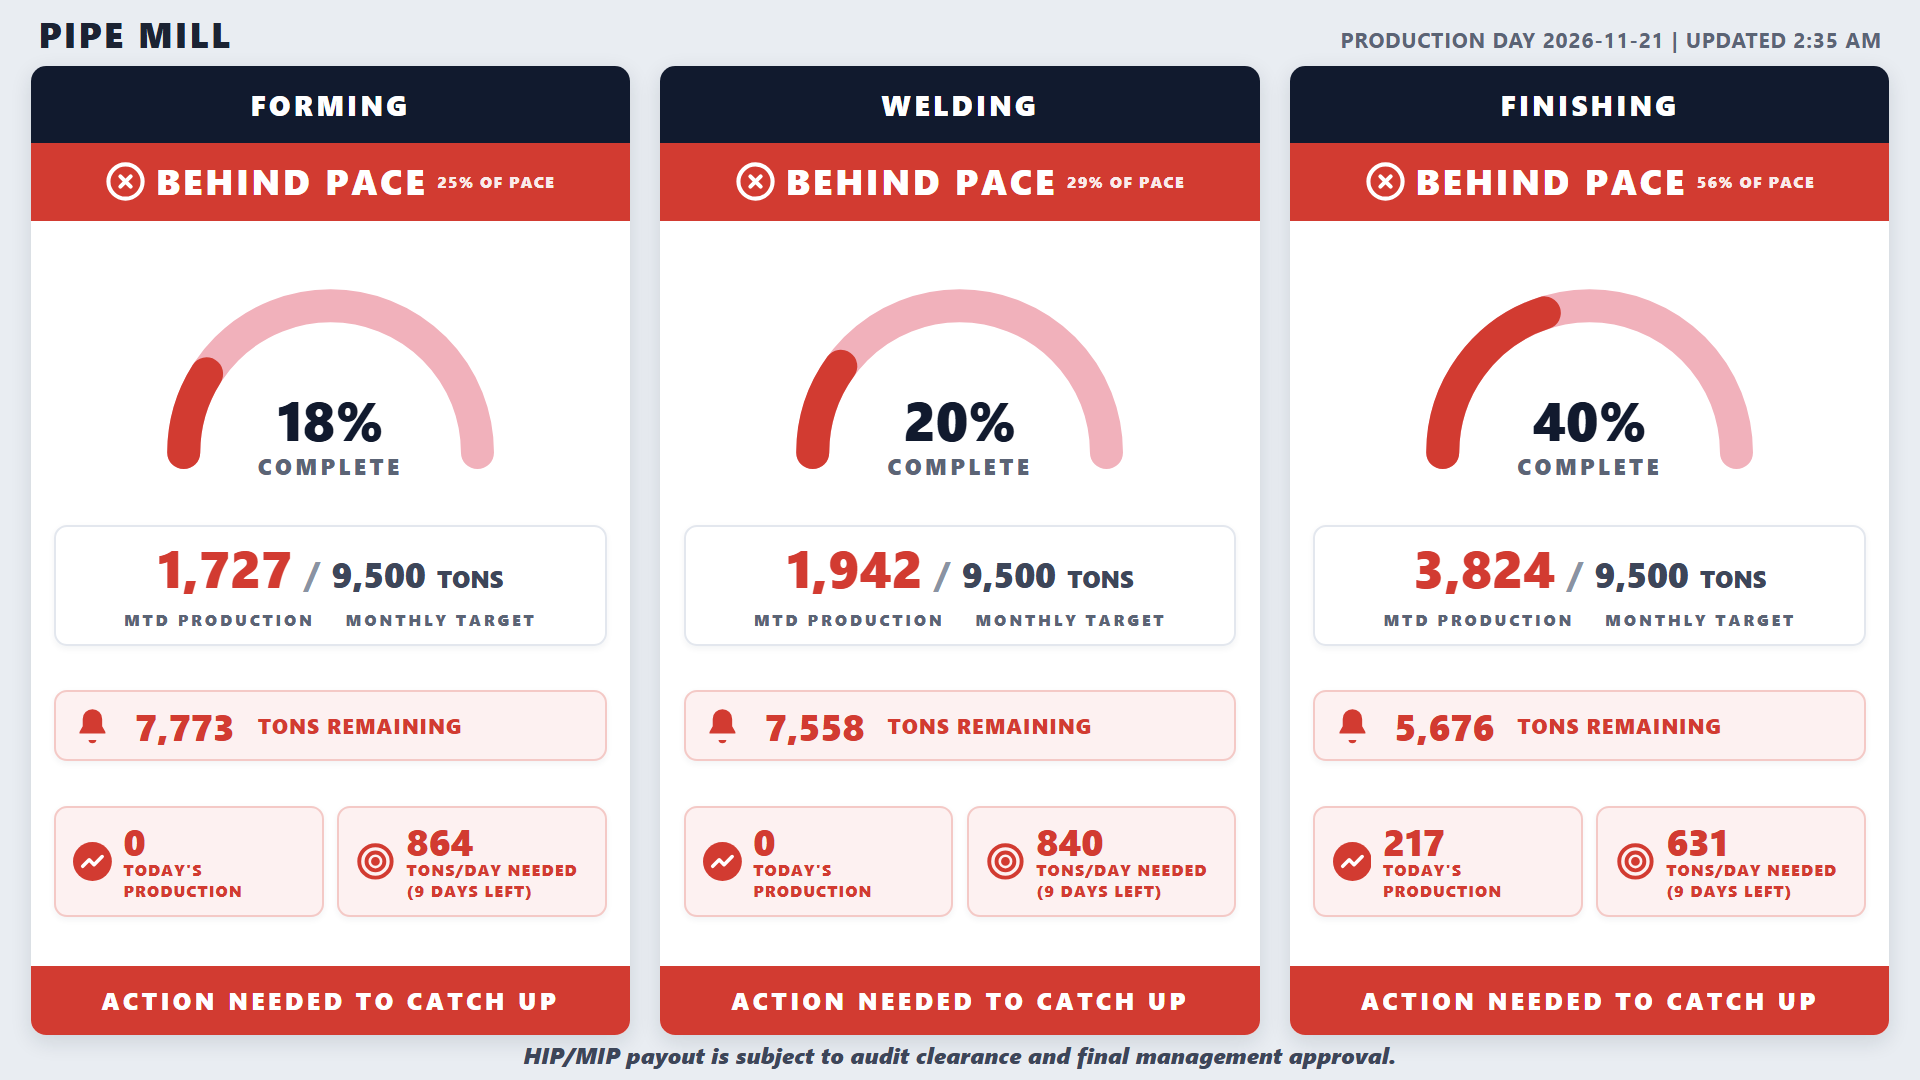 PIPE MILL
PRODUCTION DAY 2026-11-21 | UPDATED 2:35 AM
FORMING
BEHIND PACE 25% OF PACE
18%
COMPLETE
1,727 / 9,500 TONS
MTD PRODUCTION MONTHLY TARGET
7,773 TONS REMAINING
0
TODAY'S
PRODUCTION
864
TONS/DAY NEEDED
(9 DAYS LEFT)
ACTION NEEDED TO CATCH UP
WELDING
BEHIND PACE 29% OF PACE
20%
COMPLETE
1,942 / 9,500 TONS
MTD PRODUCTION MONTHLY TARGET
7,558 TONS REMAINING
0
TODAY'S
PRODUCTION
840
TONS/DAY NEEDED
(9 DAYS LEFT)
ACTION NEEDED TO CATCH UP
FINISHING
BEHIND PACE 56% OF PACE
40%
COMPLETE
3,824 / 9,500 TONS
MTD PRODUCTION MONTHLY TARGET
5,676 TONS REMAINING
217
TODAY'S
PRODUCTION
631
TONS/DAY NEEDED
(9 DAYS LEFT)
ACTION NEEDED TO CATCH UP
HIP/MIP payout is subject to audit clearance and final management approval.